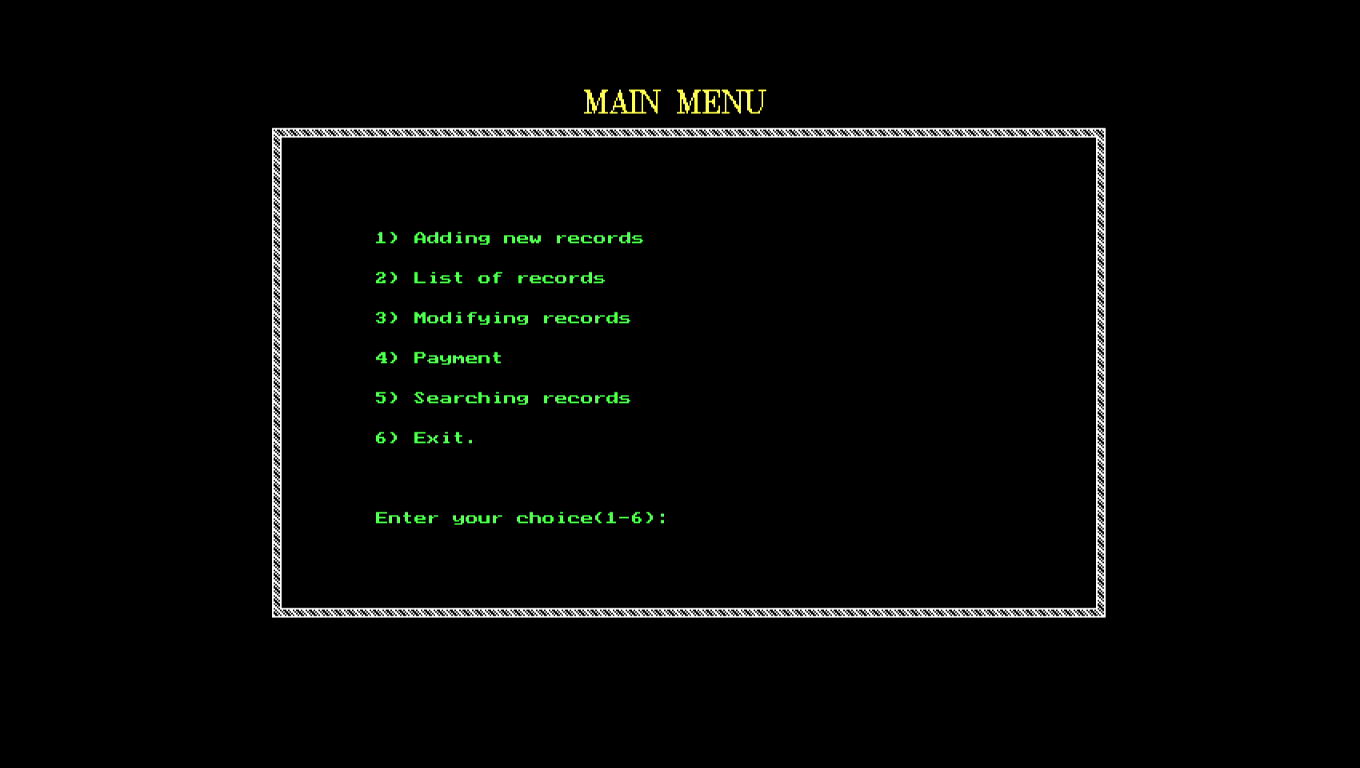 MAIN MENU
1) Adding new records
2) List of records
3) Modifying records
4) Payment
5) Searching records
6) Exit.
Enter your choice(1-6):